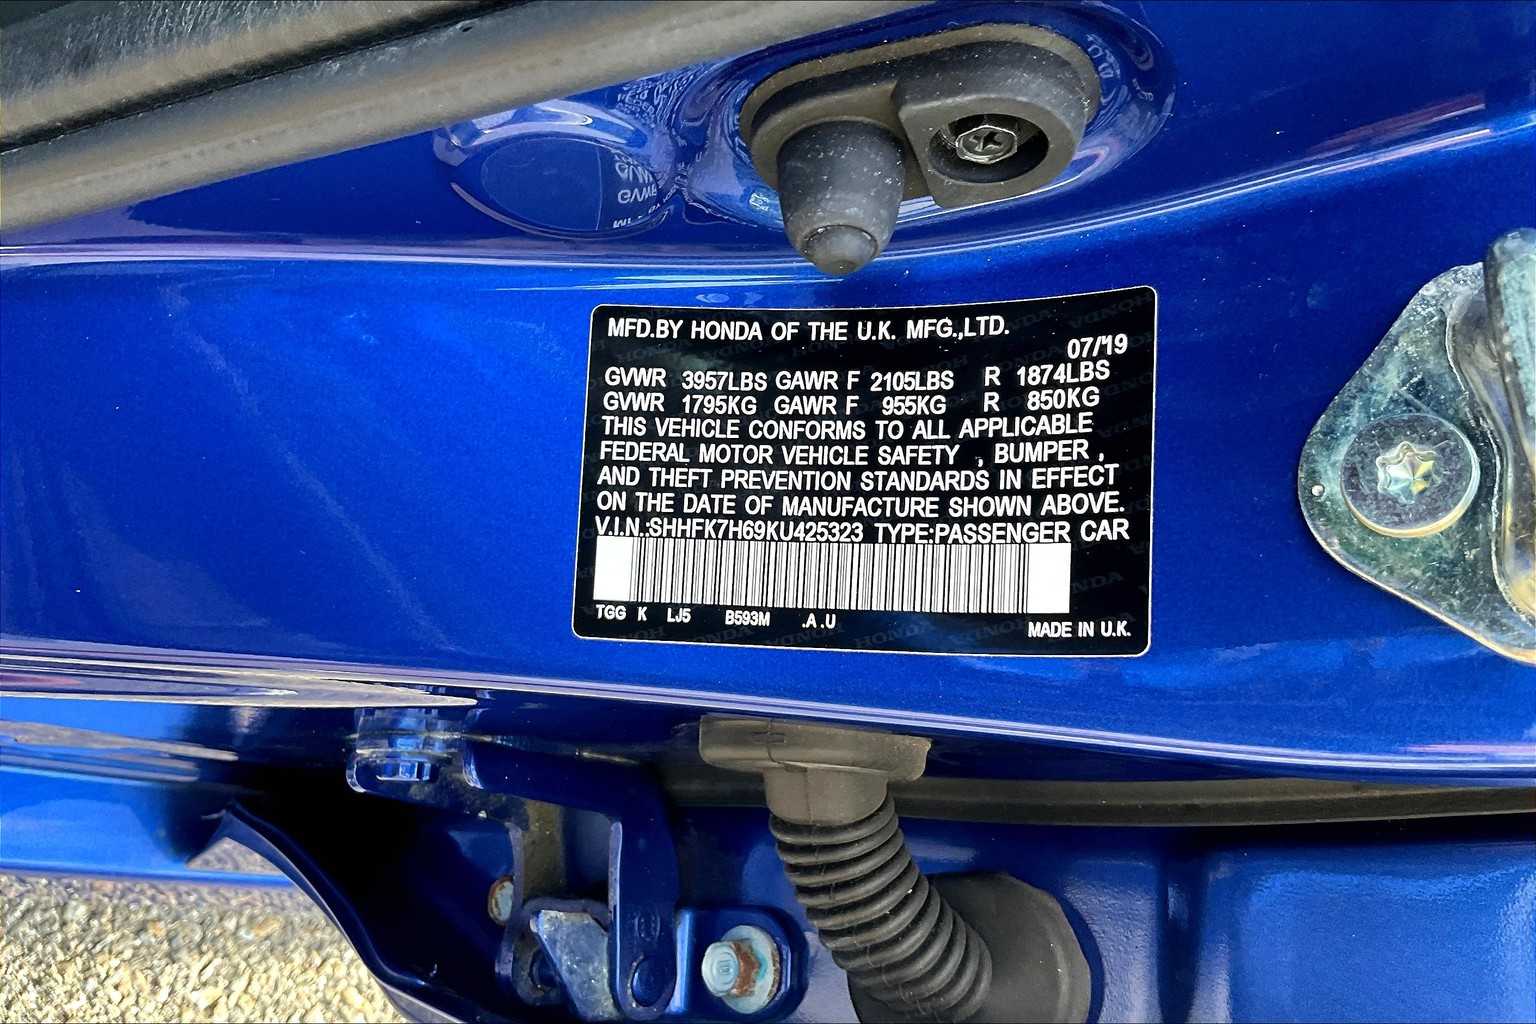 MFD.BY HONDA OF THE U.K. MFG.,LTD.
07/'19
GVWR 3957LBS GAWR F 2105LBS R 1874LBS
GVWR 1795KG GAWR F 955KG R 850KG
THIS VEHICLE CONFORMS TO ALL APPLICABLE
FEDERAL MOTOR VEHICLE SAFETY , BUMPER ,
AND THEFT PREVENTION STANDARDS IN EFFECT
ON THE DATE OF MANUFACTURE SHOWN ABOVE.
V.I.N.:SHHFK7H69KU425323 TYPE:PASSENGER CAR
TGG K LJ5 B593M .A .U
MADE IN U.K.